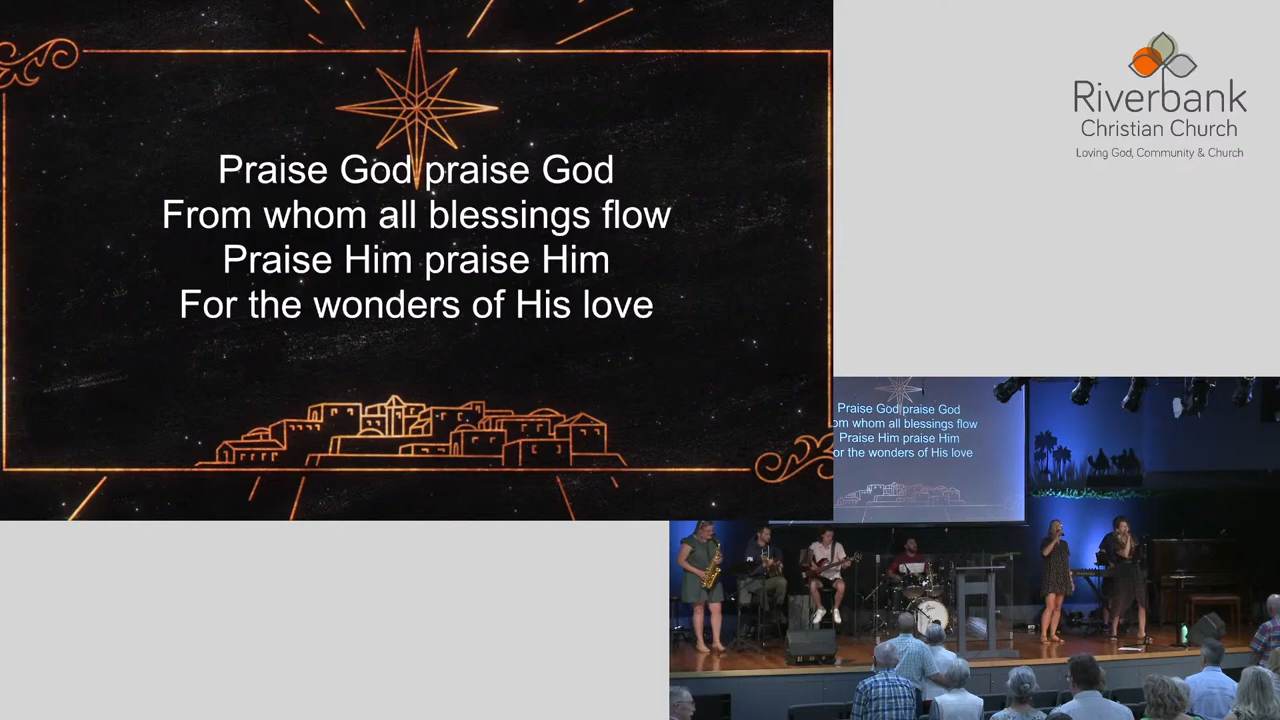 Praise God praise God
From whom all blessings flow
Praise Him praise Him
For the wonders of His love
Riverbank
Christian Church
Loving God, Community & Church
Praise God praise God
om whom all blessings flow
Praise Him praise Him
or the wonders of His love